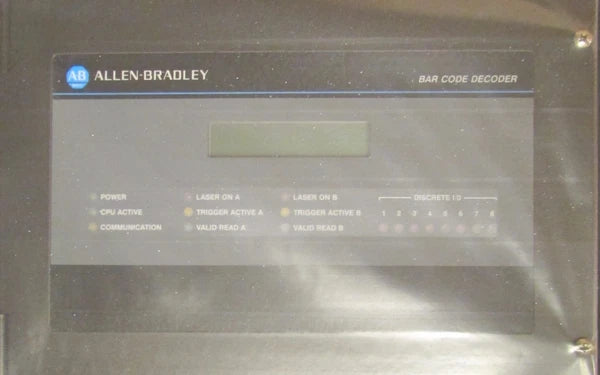 AB ALLEN-BRADLEY
BAR CODE DECODER
POWER LASER ON A LASER ON B DISCRETE I/O
CPU ACTIVE TRIGGER ACTIVE A TRIGGER ACTIVE B 1 2 3 4 5 6 7 8
COMMUNICATION VALID READ A VALID READ B